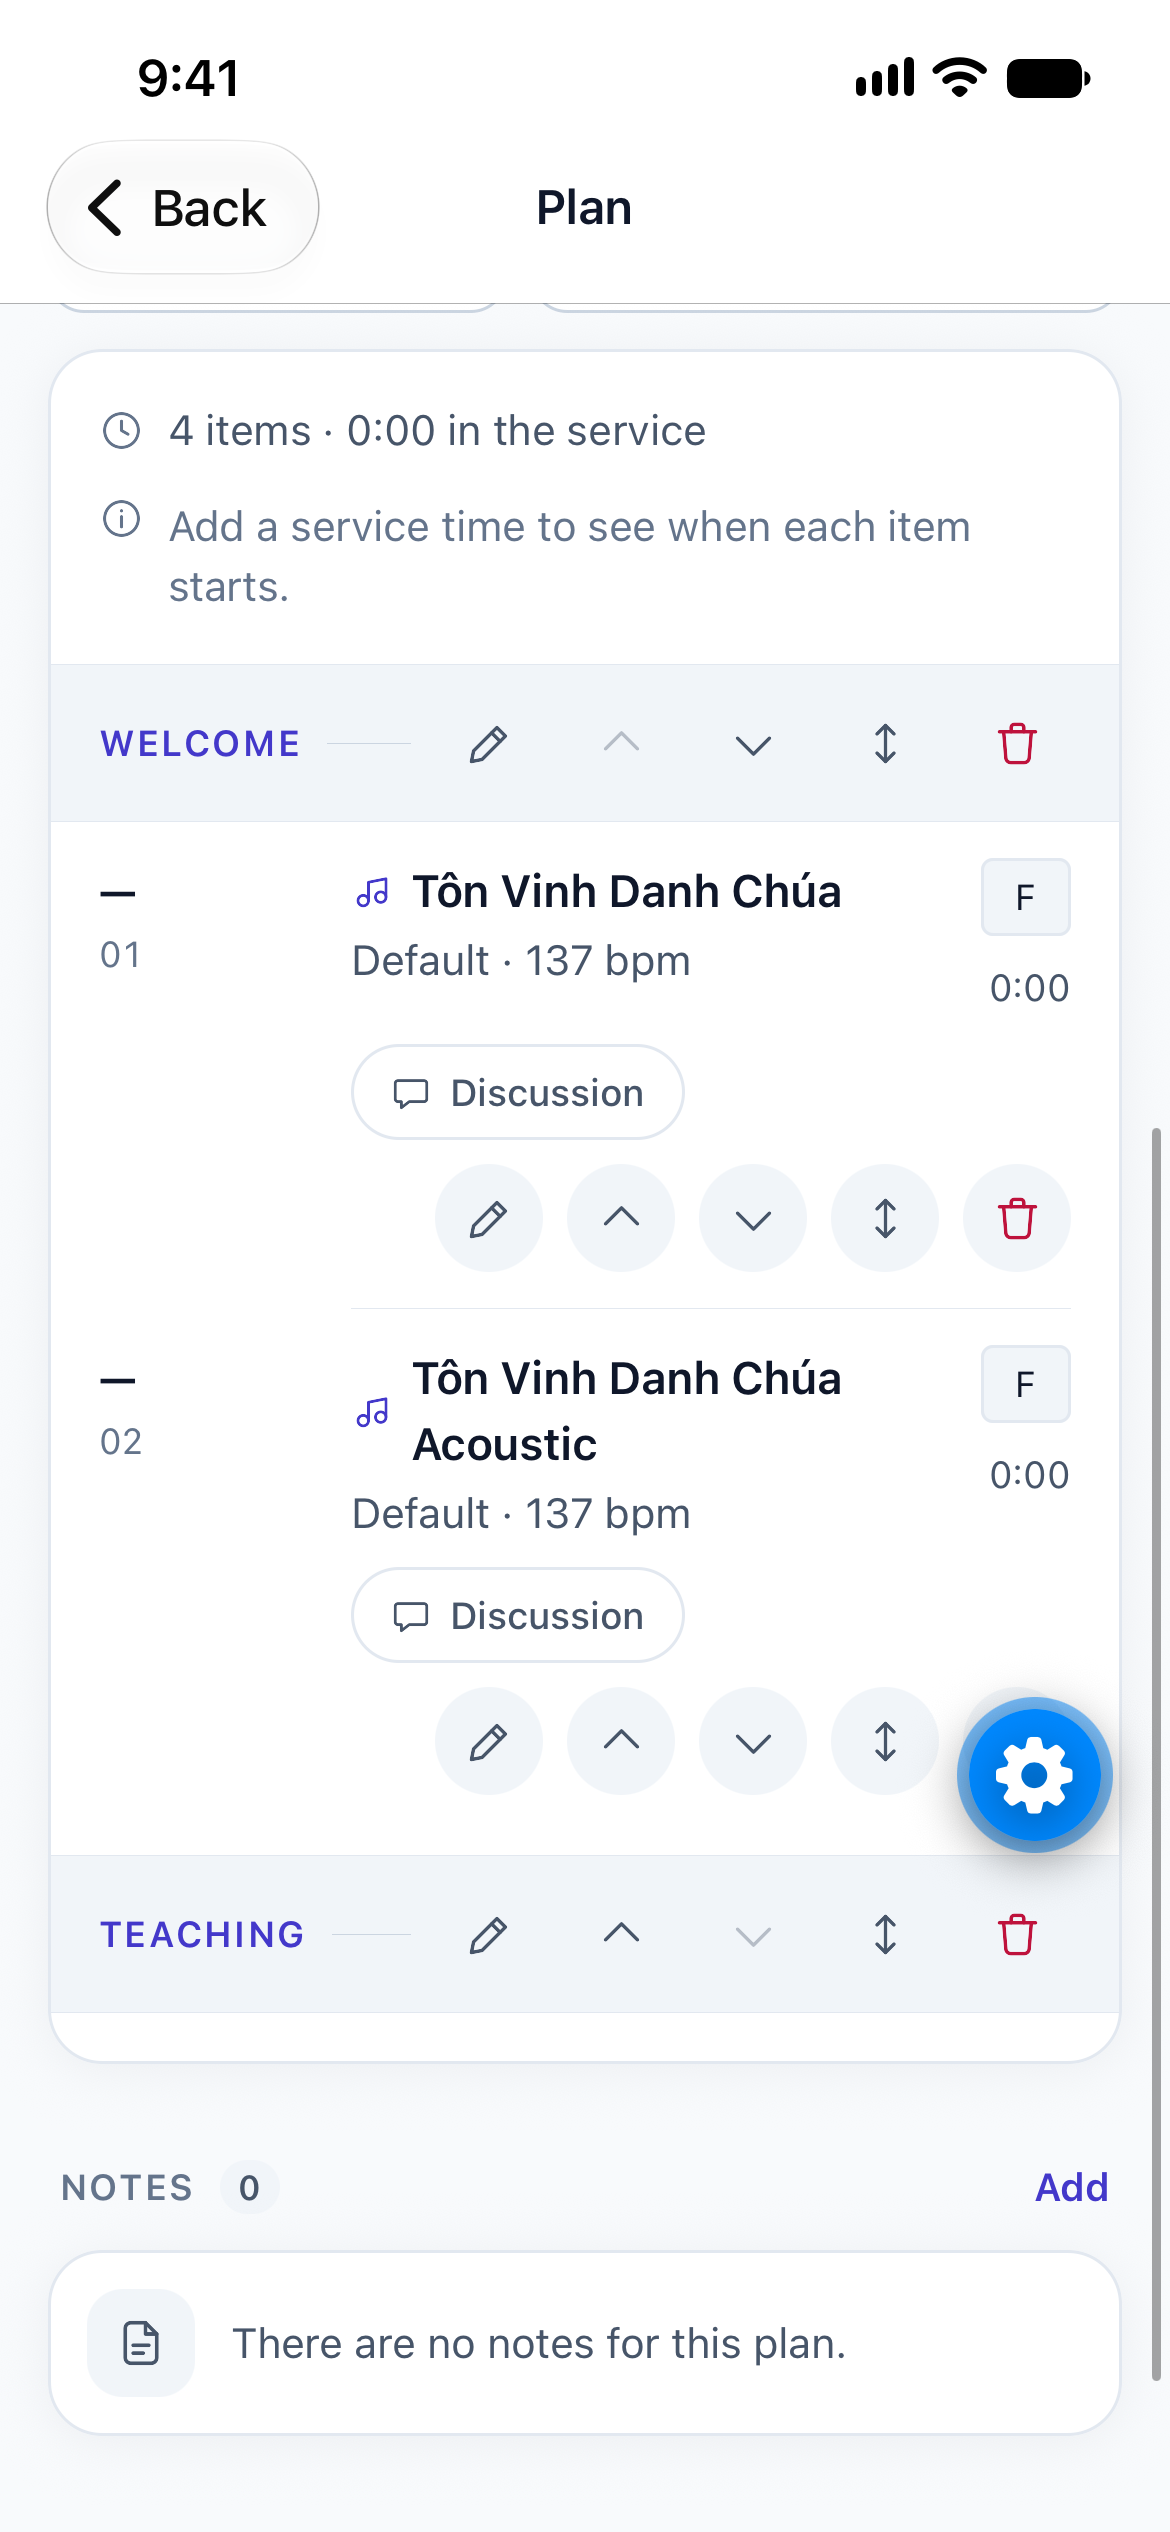 9:41
Back
Plan
4 items · 0:00 in the service
Add a service time to see when each item
starts.
WELCOME
—
Tôn Vinh Danh Chúa
F
01
Default · 137 bpm
0:00
Discussion
—
Tôn Vinh Danh Chúa
Acoustic
F
02
0:00
Default · 137 bpm
Discussion
TEACHING
NOTES 0
Add
There are no notes for this plan.